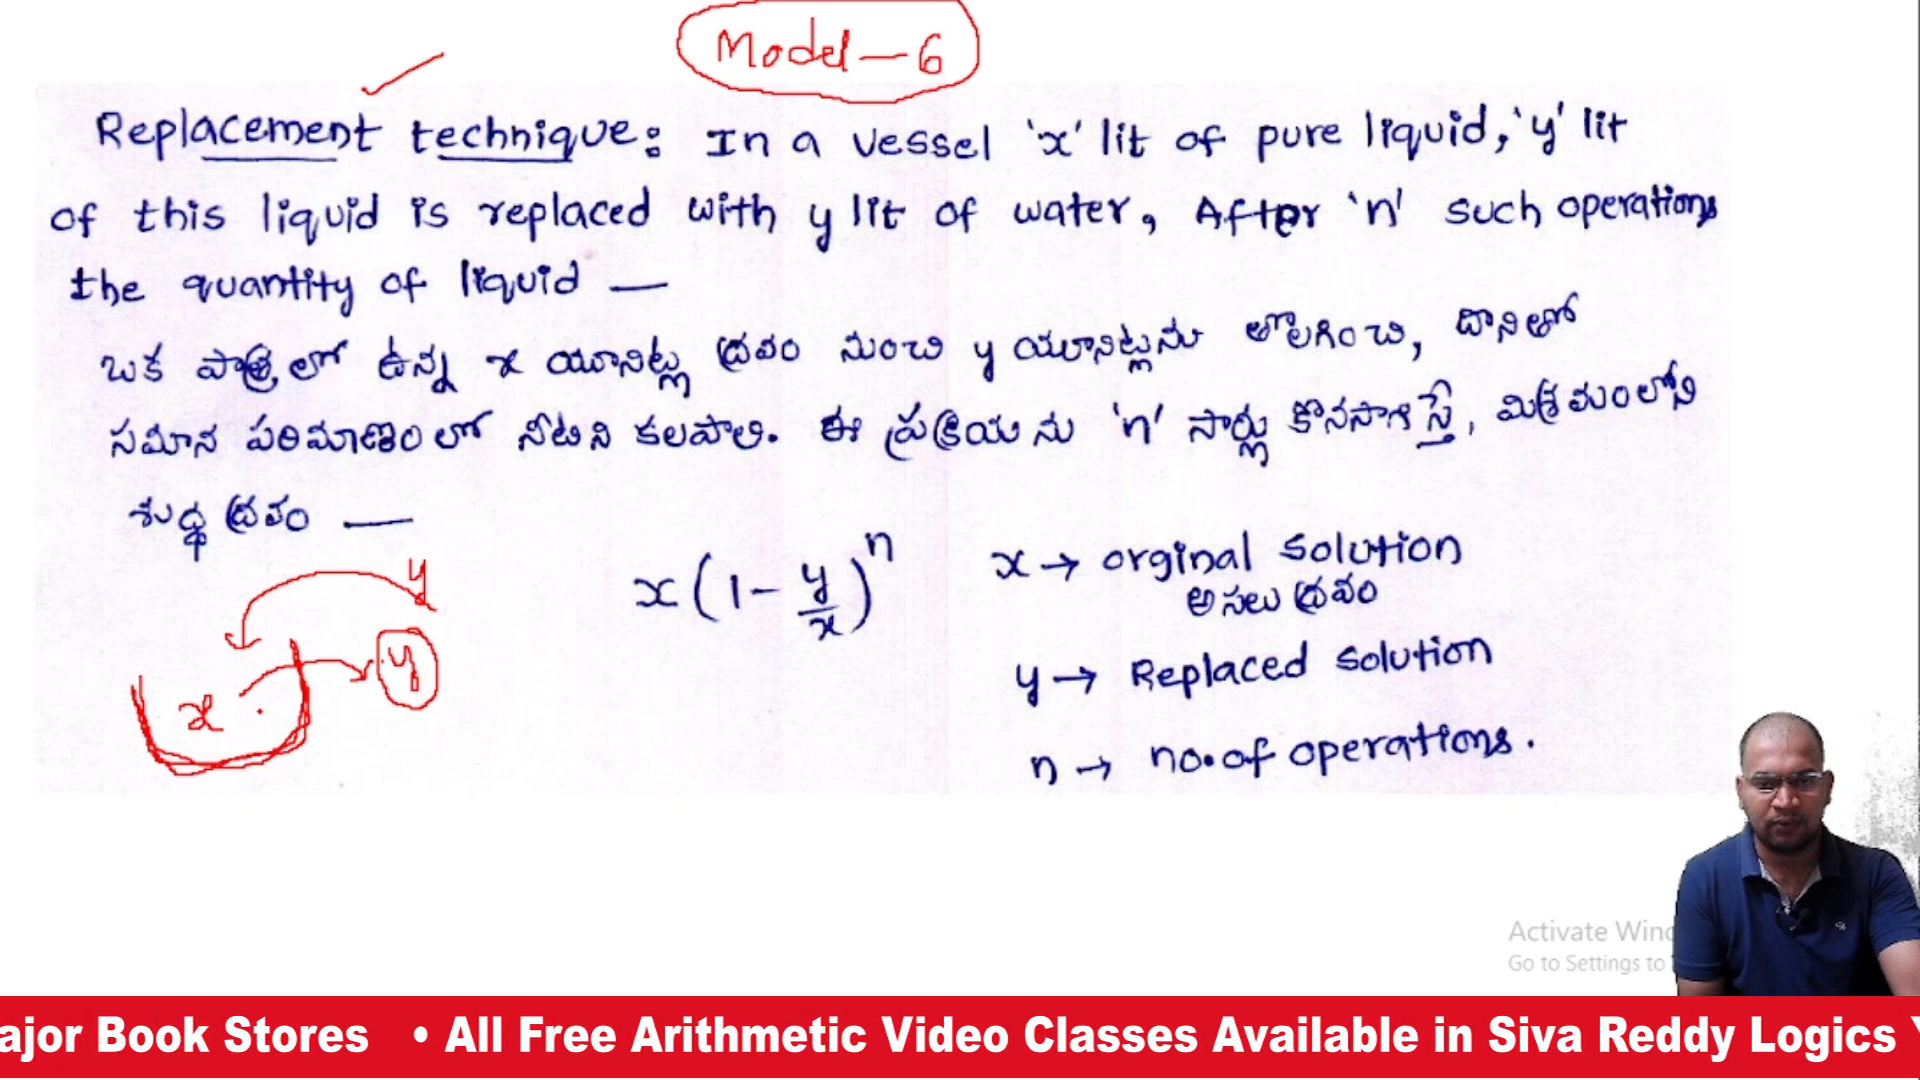 Model-6
Replacement technique: In a vessel 'x' lit of pure liquid, 'y' lit
of this liquid is replaced with y lit of water, After 'n' such operations
the quantity of liquid —
ఒక పాత్రలో ఉన్న x యూనిట్ల ద్రవం నుంచి y యూనిట్లను తొలగించి, దానితో
సమాన పరిమాణంలో నీటిని కలపాలి. ఈ ప్రక్రియను 'n' సార్లు కొనసాగిస్తే, మిశ్రమంలోని
శుద్ధ ద్రవం —
x(1-y/x)^n
x → orginal solution
అసలు ద్రవం
y → Replaced solution
n → no.of operations.
y
y
x
Activate Wind
Go to Settings to
ajor Book Stores • All Free Arithmetic Video Classes Available in Siva Reddy Logics Y